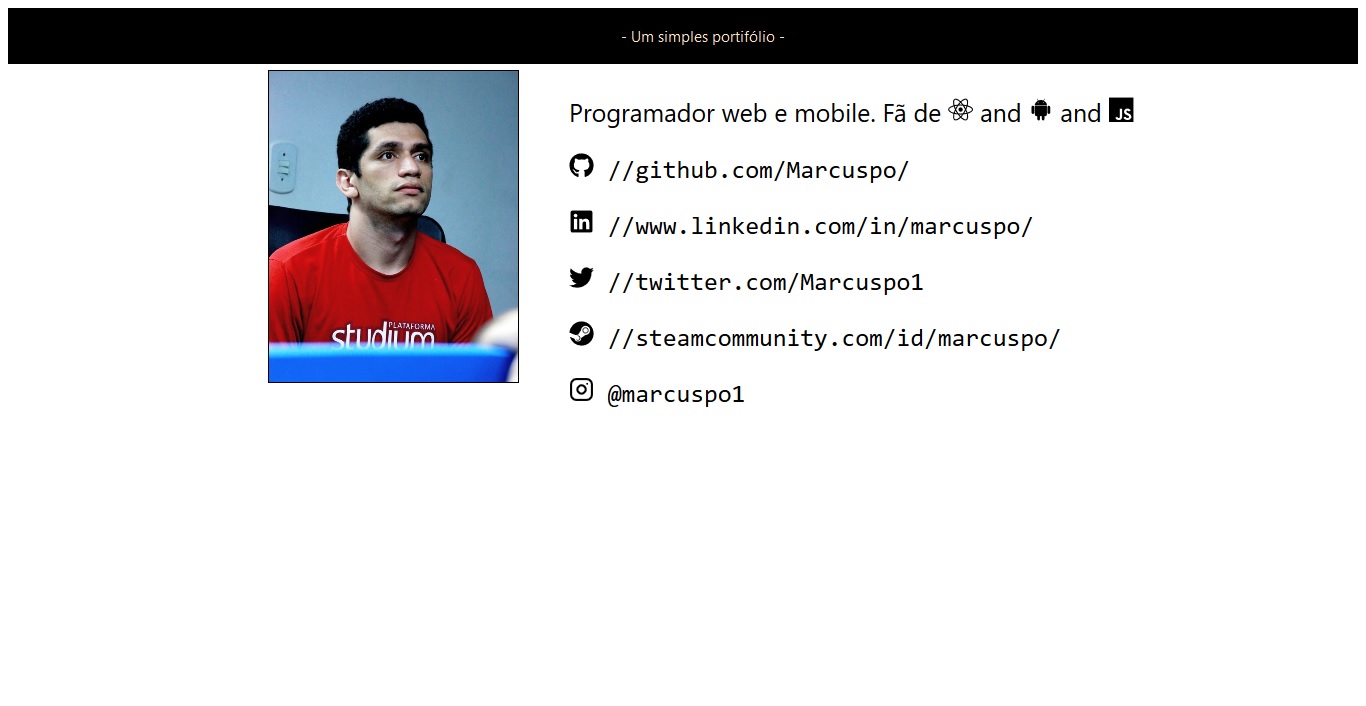 - Um simples portifólio -
Programador web e mobile. Fã de and and JS
//github.com/Marcuspo/
in //www.linkedin.com/in/marcuspo/
//twitter.com/Marcuspo1
//steamcommunity.com/id/marcuspo/
@marcuspo1
PLATAFORMA
studium